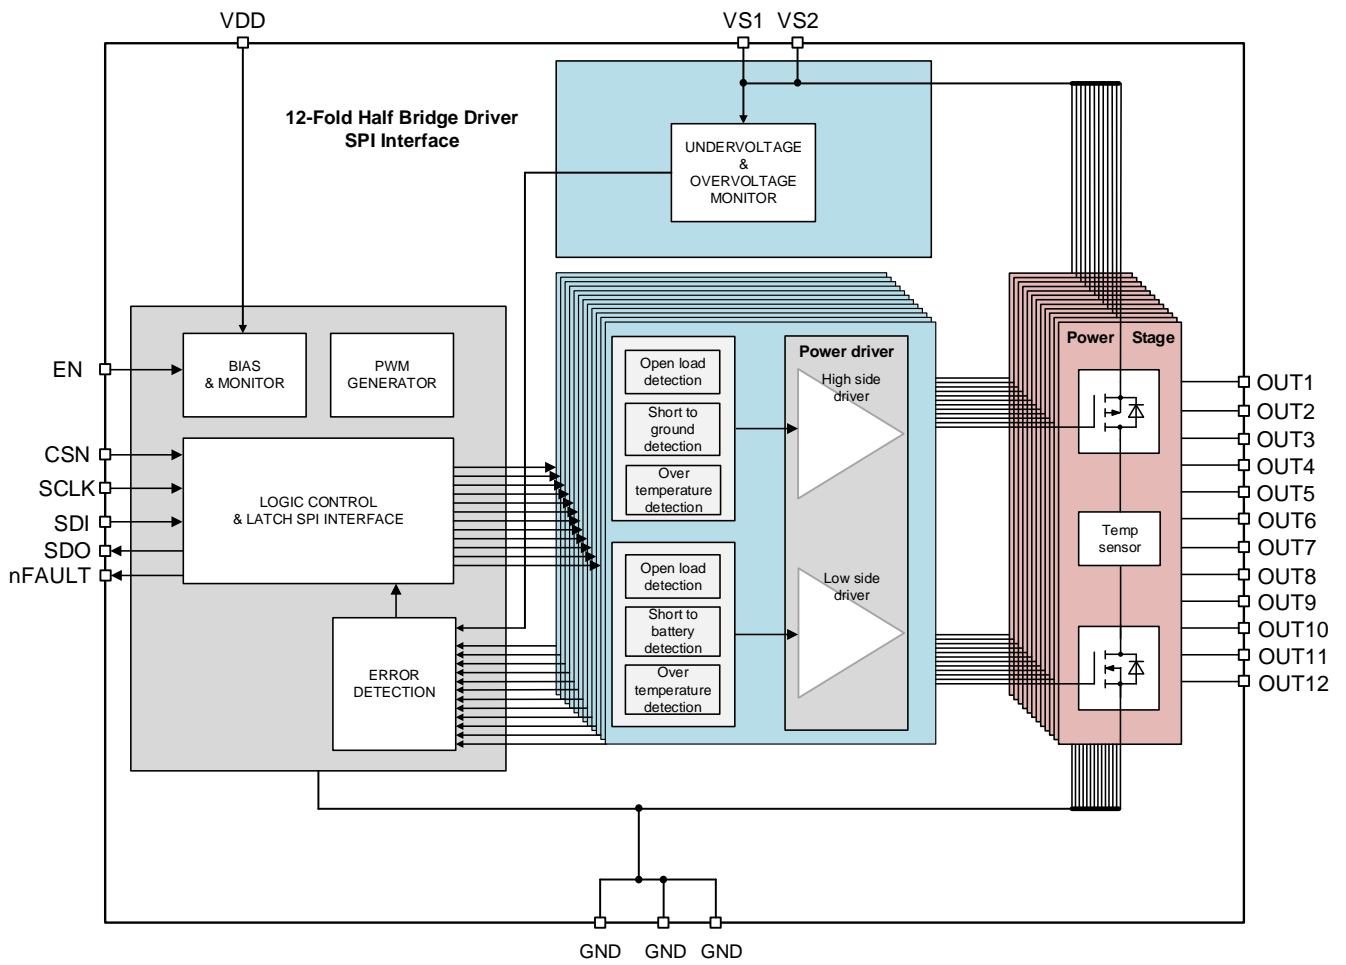 VDD
VS1
VS2
12-Fold Half Bridge Driver
SPI Interface
UNDERVOLTAGE
&
OVERVOLTAGE
MONITOR
EN
CSN
SCLK
SDI
SDO
nFAULT
BIAS
& MONITOR
PWM
GENERATOR
LOGIC CONTROL
& LATCH SPI INTERFACE
ERROR
DETECTION
Open load
detection
Short to
ground
detection
Over
temperature
detection
Open load
detection
Short to
battery
detection
Over
temperature
detection
Power driver
High side
driver
Low side
driver
Power Stage
Temp
sensor
OUT1
OUT2
OUT3
OUT4
OUT5
OUT6
OUT7
OUT8
OUT9
OUT10
OUT11
OUT12
GND
GND
GND